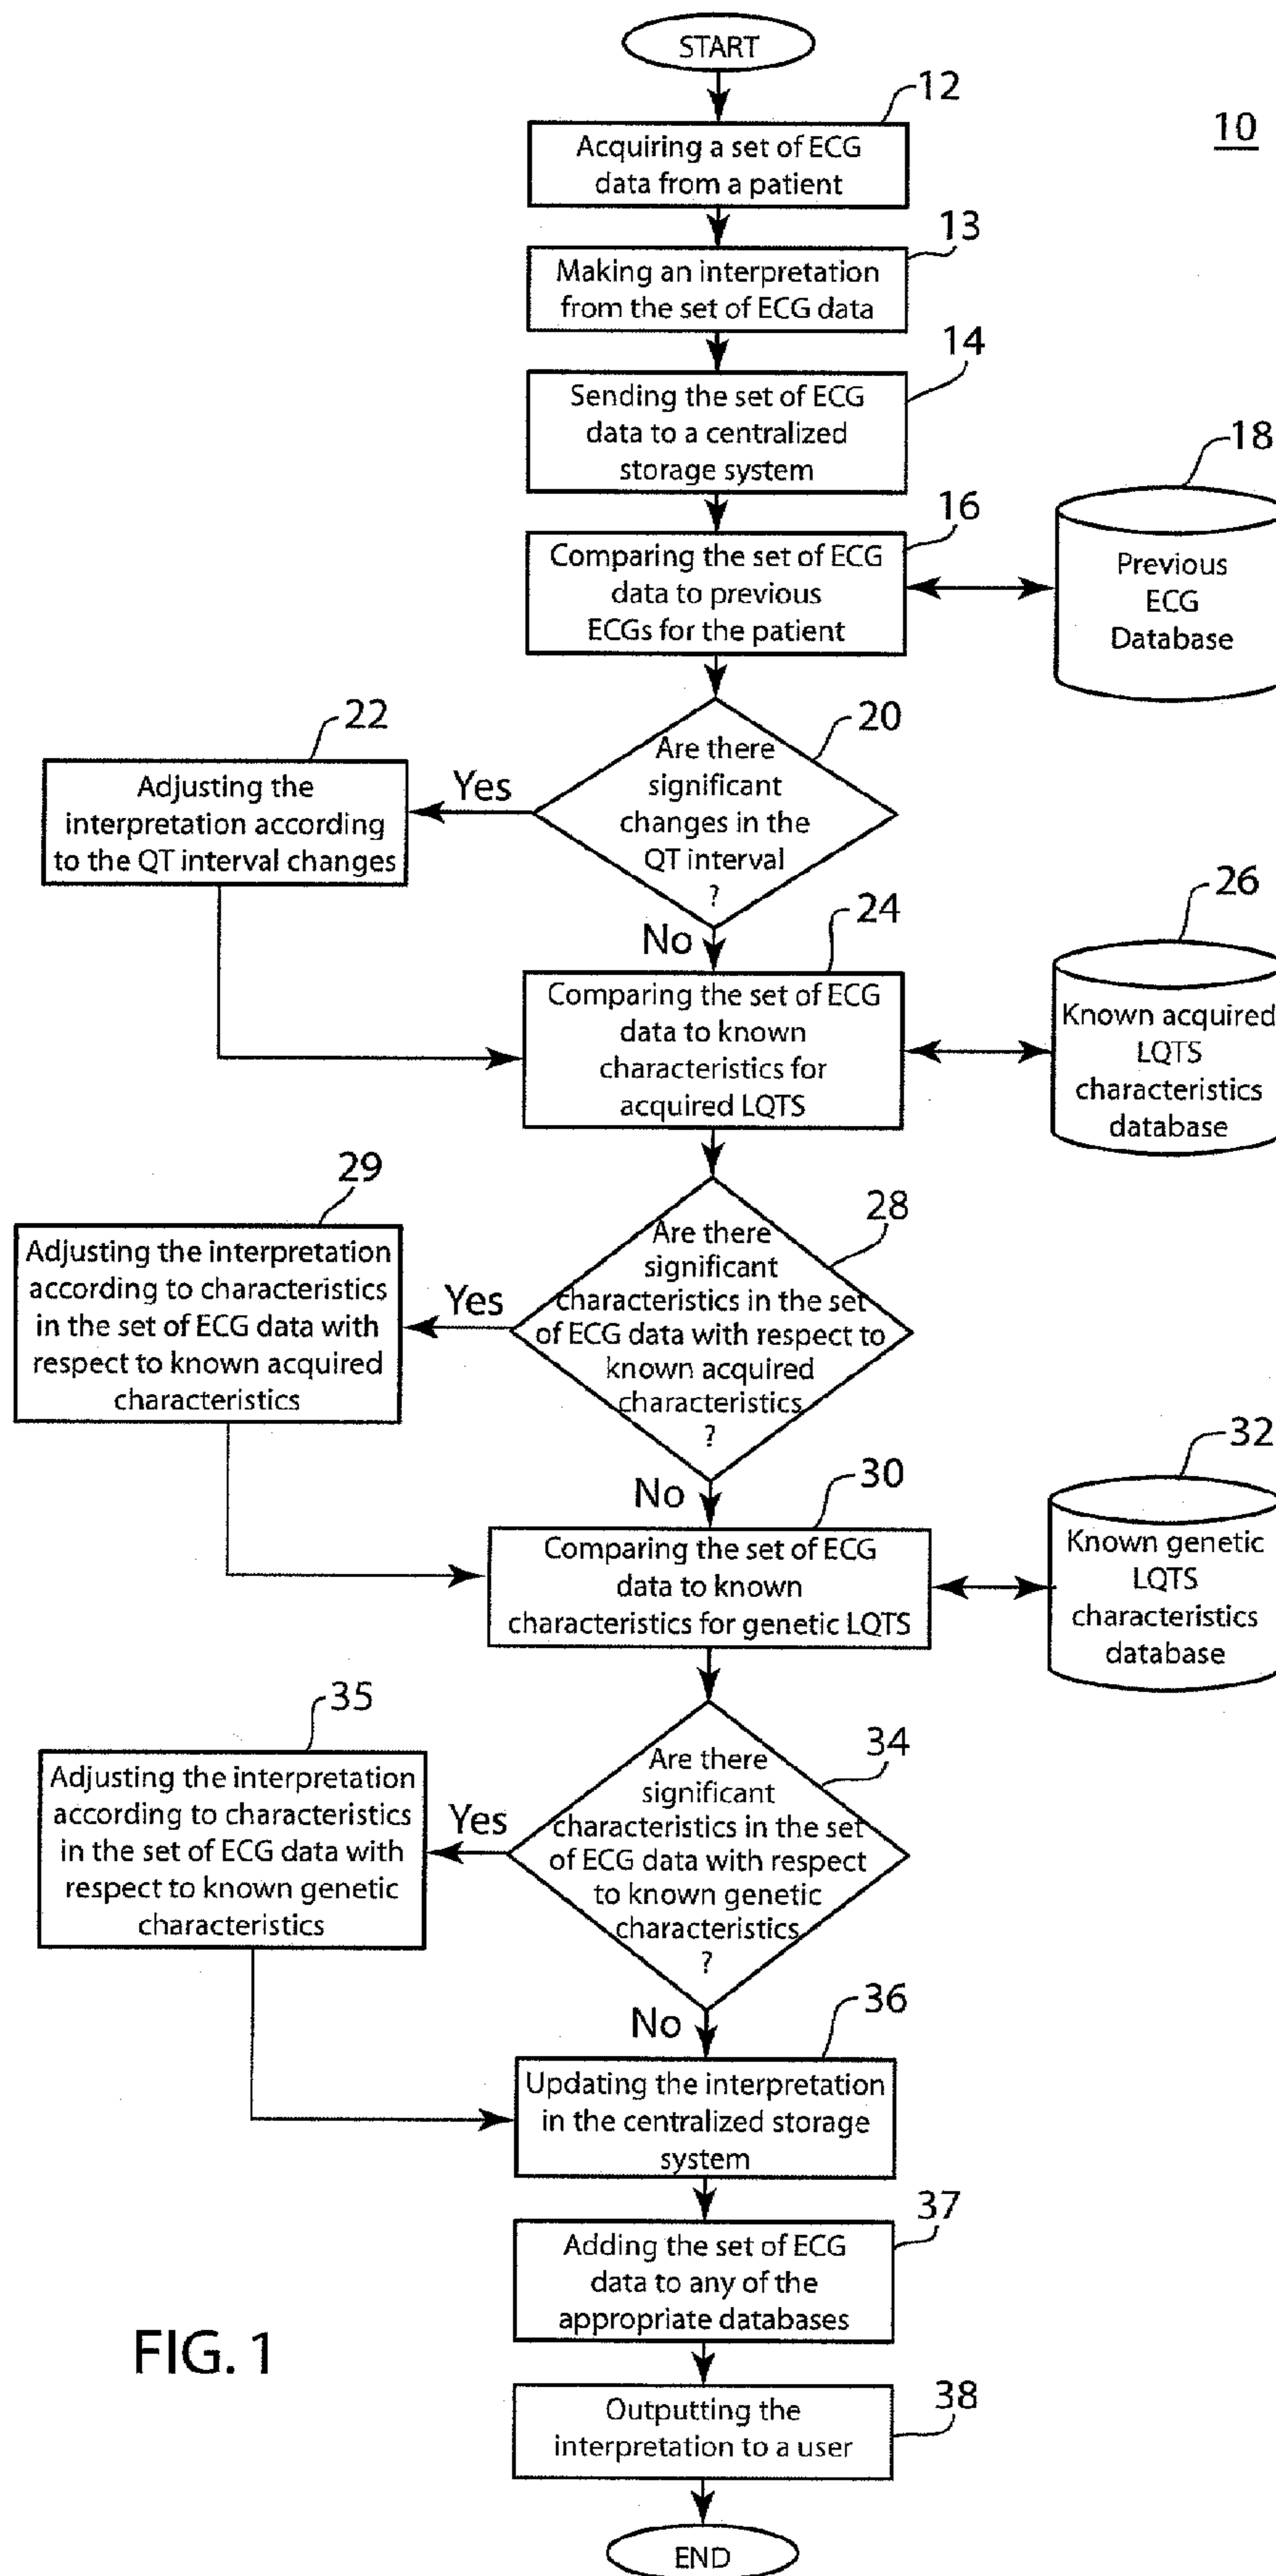 START
12
10
Acquiring a set of ECG
data from a patient
13
Making an interpretation
from the set of ECG data
14
Sending the set of ECG
data to a centralized
storage system
16
18
Comparing the set of ECG
data to previous
ECGs for the patient
Previous
ECG
Database
22
20
Adjusting the
interpretation according
to the QT interval changes
Yes
Are there
significant
changes in the
QT interval
?
No
24
26
Comparing the set of ECG
data to known
characteristics for
acquired LQTS
Known acquired
LQTS
characteristics
database
29
28
Adjusting the interpretation
according to characteristics
in the set of ECG data with
respect to known acquired
characteristics
Yes
Are there
significant
characteristics in the set
of ECG data with respect to
known acquired
characteristics
?
No
30
32
Comparing the set of ECG
data to known
characteristics for genetic LQTS
Known genetic
LQTS
characteristics
database
35
34
Adjusting the interpretation
according to characteristics
in the set of ECG data with
respect to known genetic
characteristics
Yes
Are there
significant
characteristics in the set
of ECG data with respect
to known genetic
characteristics
?
No
36
Updating the interpretation
in the centralized storage
system
37
Adding the set of ECG
data to any of the
appropriate databases
FIG. 1
38
Outputting the
interpretation to a user
END